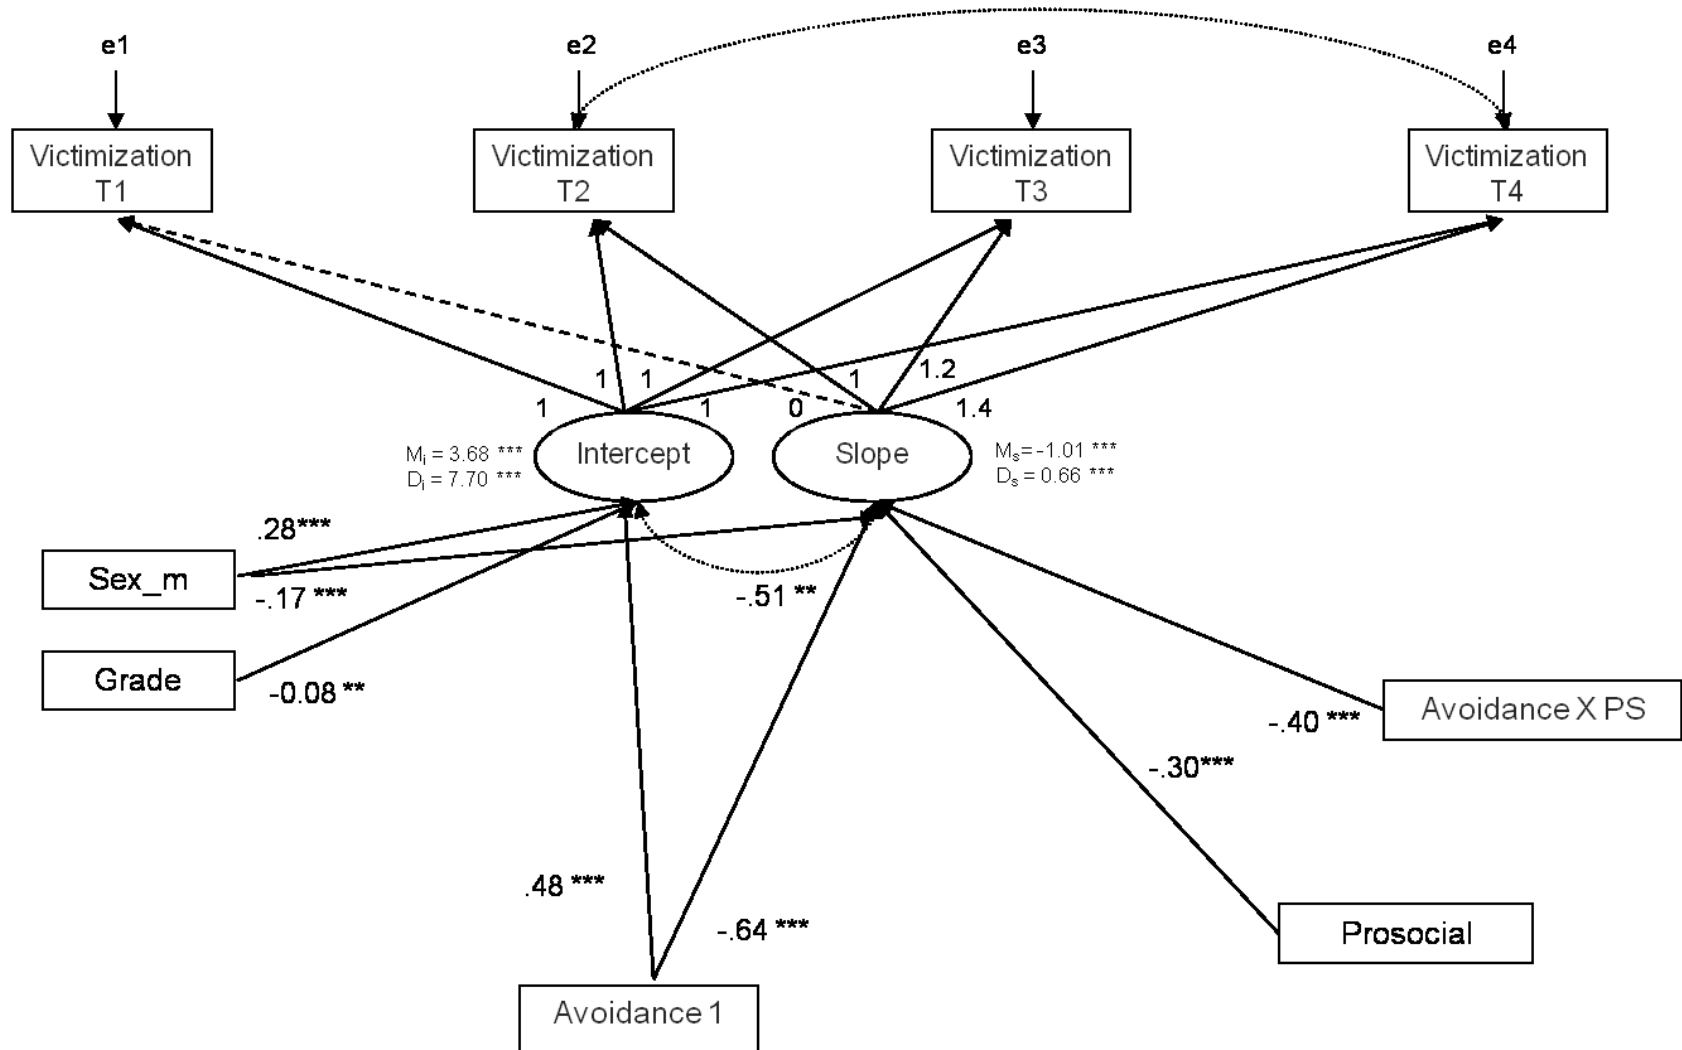 e1
e2
e3
e4
Victimization
T1
Victimization
T2
Victimization
T3
Victimization
T4
1
1
1
1
0
1
1.2
1.4
Mi = 3.68 ***
Di = 7.70 ***
Intercept
Slope
Ms= -1.01 ***
Ds = 0.66 ***
.28***
Sex_m
-.17 ***
-.51 **
Grade
-0.08 **
Avoidance X PS
-.40 ***
-.30***
.48 ***
-.64 ***
Prosocial
Avoidance 1